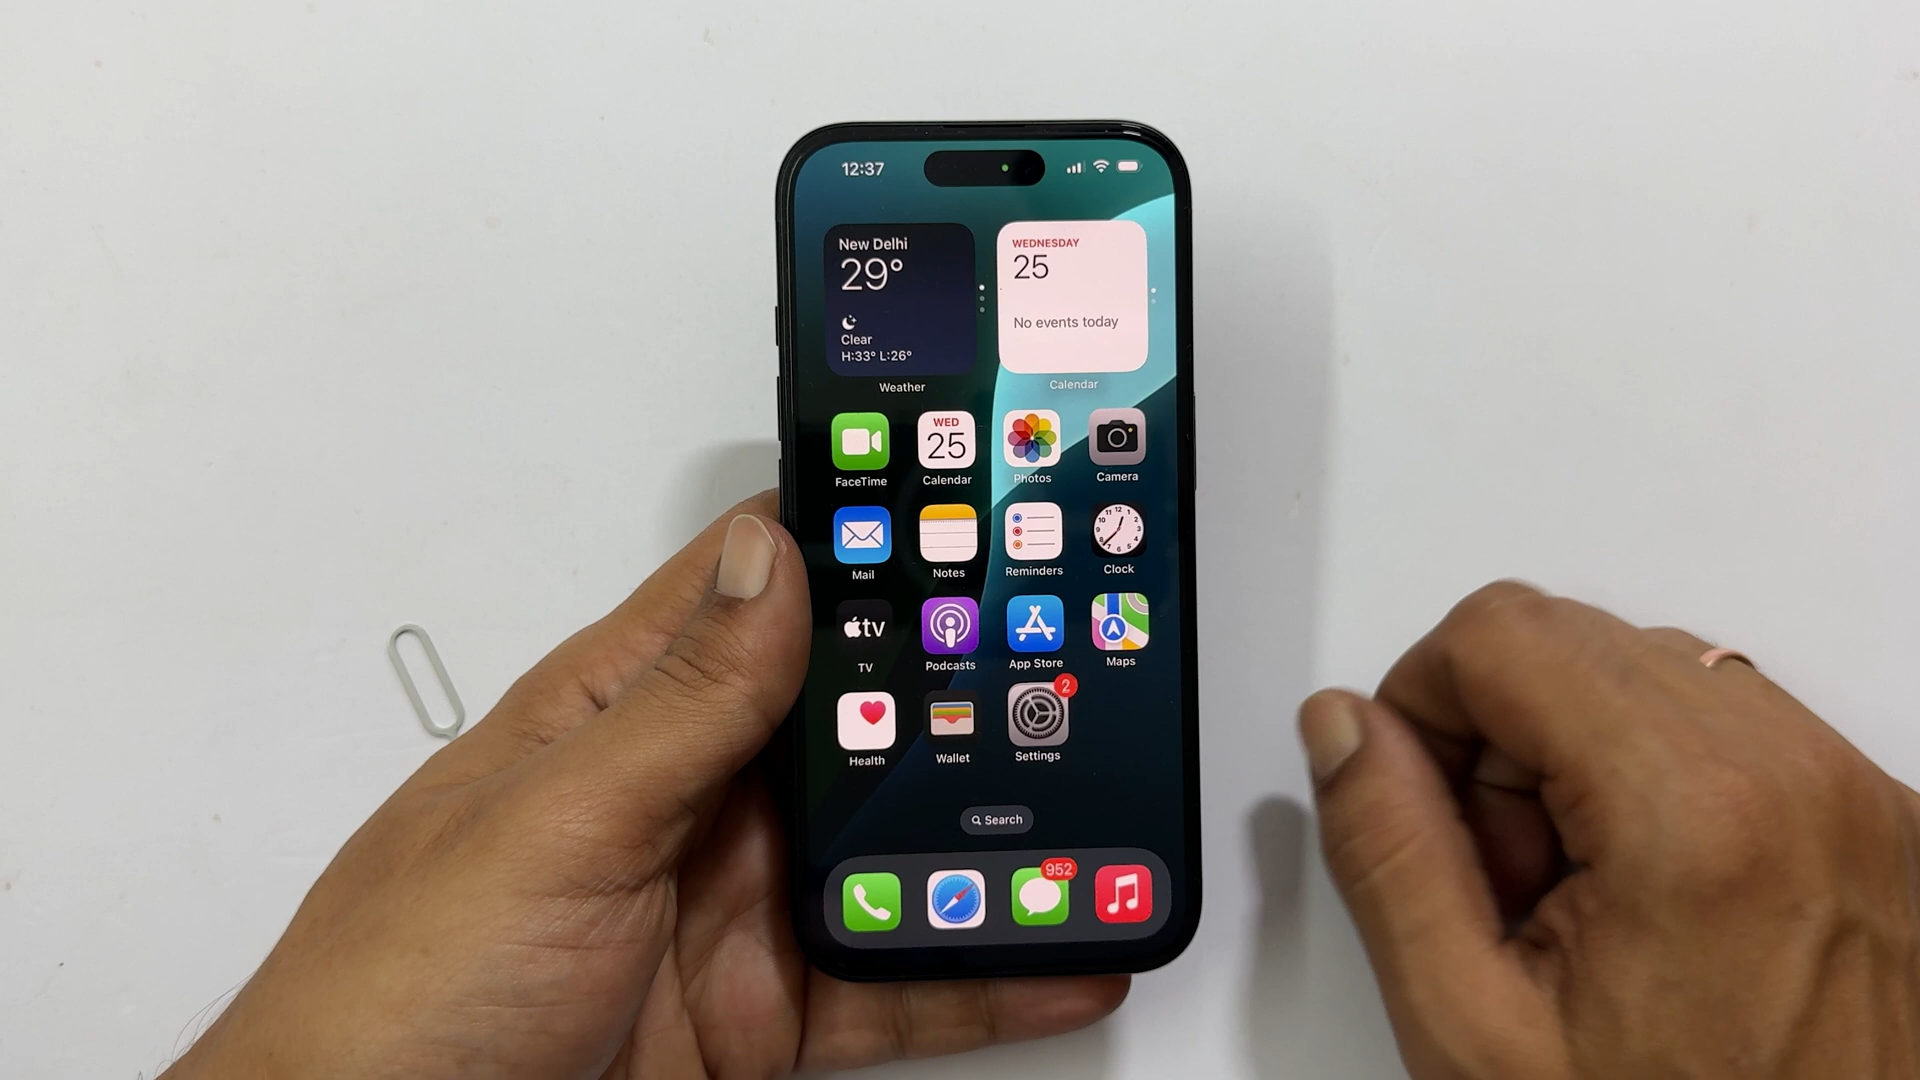 12:37
New Delhi
29°
Clear
H:33° L:26°
Weather
WEDNESDAY
25
No events today
Calendar
WED
25
FaceTime
Calendar
Photos
Camera
Mail
Notes
Reminders
Clock
tv
TV
Podcasts
App Store
Maps
2
Health
Wallet
Settings
Search
952